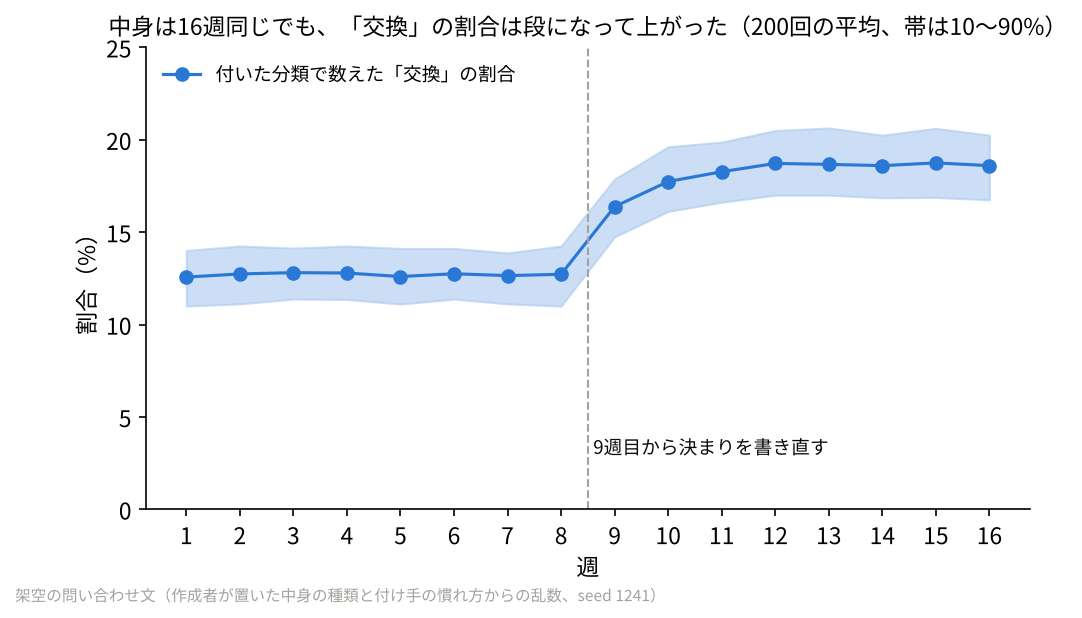 中身は16週同じでも、「交換」の割合は段になって上がった（200回の平均、帯は10〜90%）
付いた分類で数えた「交換」の割合
割合（%）
25
20
15
10
5
0
9週目から決まりを書き直す
1 2 3 4 5 6 7 8 9 10 11 12 13 14 15 16
週
架空の問い合わせ文（作成者が置いた中身の種類と付け手の慣れ方からの乱数、seed 1241）